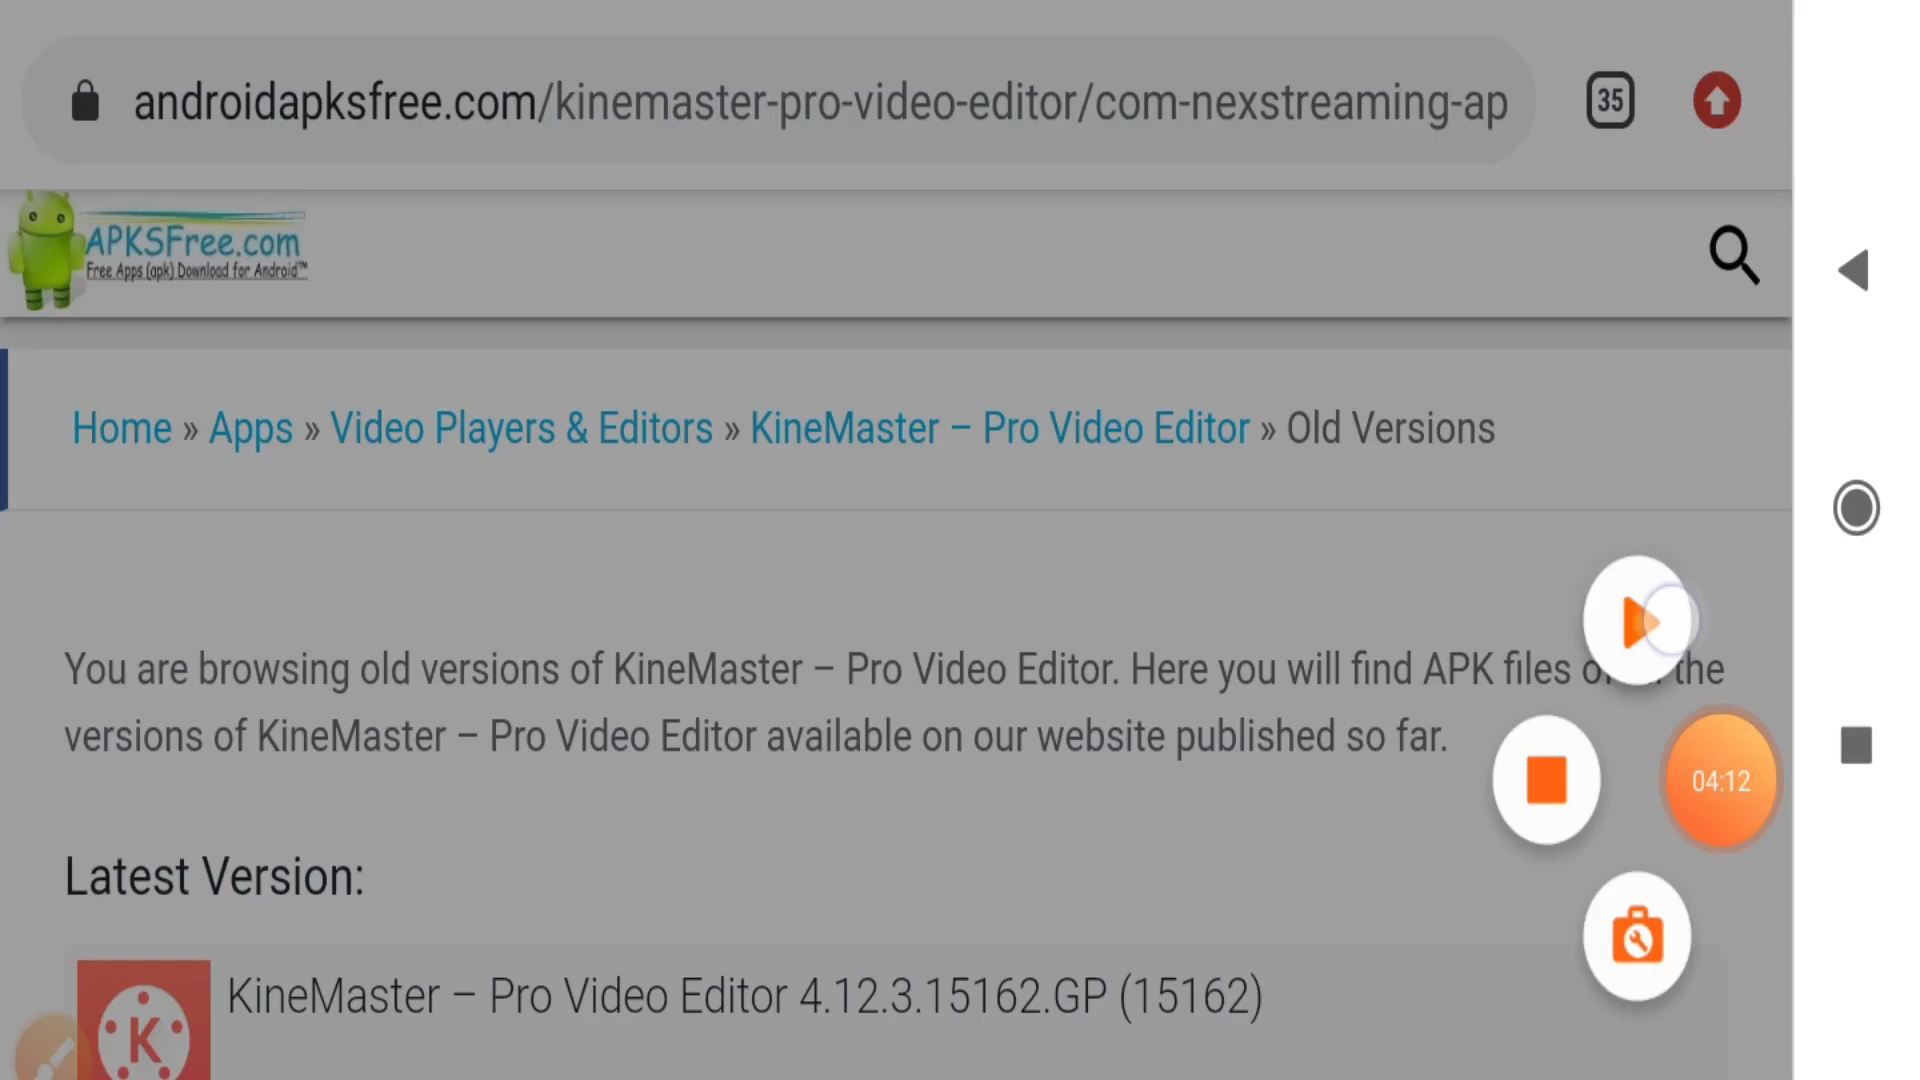 androidapksfree.com/kinemaster-pro-video-editor/com-nexstreaming-ap
35
APKSFree.com
Free Apps (apk) Download for Android™
Home » Apps » Video Players & Editors » KineMaster – Pro Video Editor » Old Versions
You are browsing old versions of KineMaster – Pro Video Editor. Here you will find APK files the
versions of KineMaster – Pro Video Editor available on our website published so far.
04:12
Latest Version:
KineMaster – Pro Video Editor 4.12.3.15162.GP (15162)
K